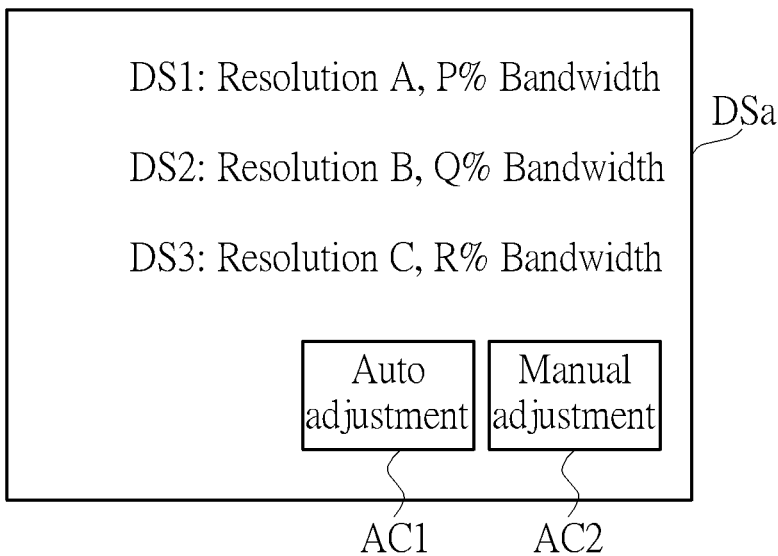 DS1: Resolution A, P% Bandwidth
DSa
DS2: Resolution B, Q% Bandwidth
DS3: Resolution C, R% Bandwidth
Auto
adjustment
Manual
adjustment
AC1
AC2